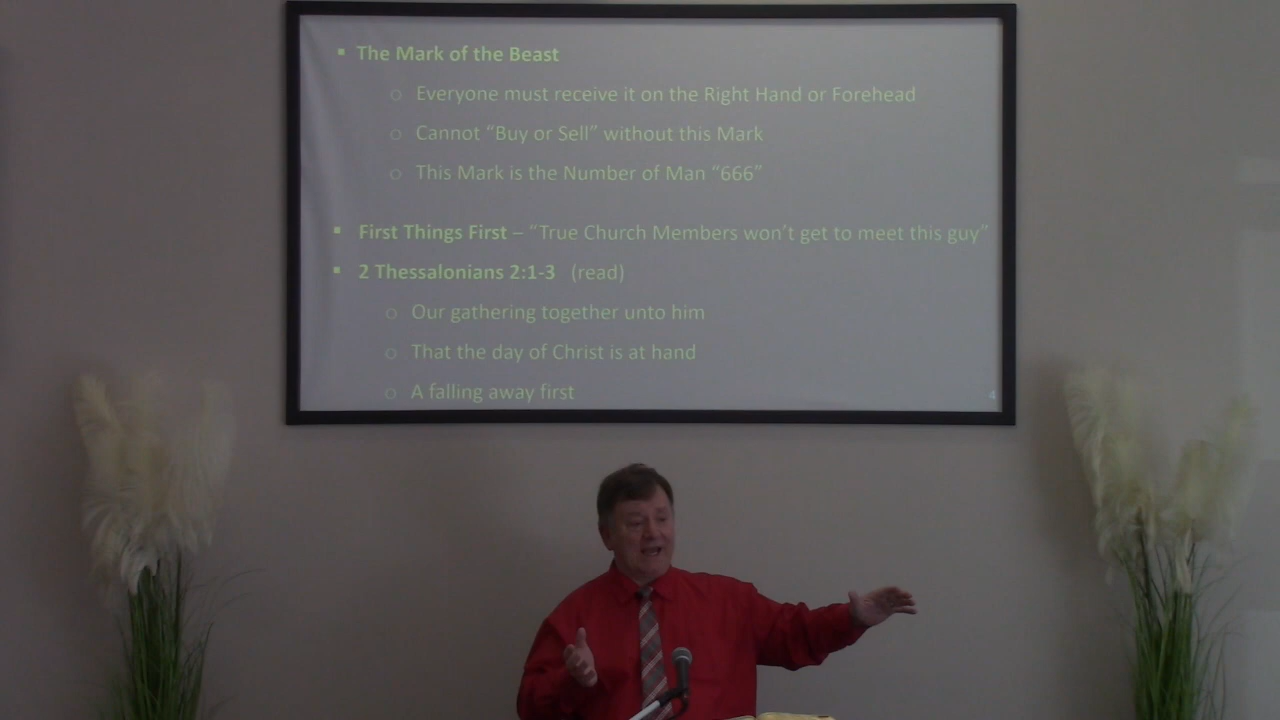 ▪ The Mark of the Beast
o Everyone must receive it on the Right Hand or Forehead
o Cannot “Buy or Sell” without this Mark
o This Mark is the Number of Man “666”
▪ First Things First – “True Church Members won’t get to meet this guy”
▪ 2 Thessalonians 2:1-3 (read)
o Our gathering together unto him
o That the day of Christ is at hand
o A falling away first
4